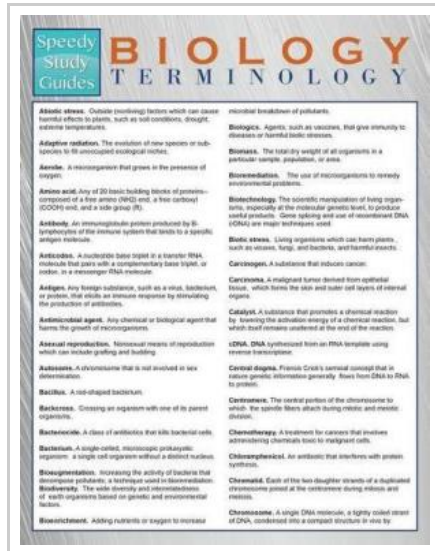 Speedy
Study
Guides
BIOLOGY
TERMINOLOGY
Abiotic stress. Outside (nonliving) factors which can cause
harmful effects to plants, such as soil conditions, drought,
extreme temperatures.
Adaptive radiation. The evolution of new species or sub-
species to fill unoccupied ecological niches.
Aerobe. A microorganism that grows in the presence of
oxygen.
Amino acid. Any of 20 basic building blocks of proteins--
composed of a free amino (NH2) end, a free carboxyl
(COOH) end, and a side group (R).
Antibody. An immunoglobulin protein produced by B-
lymphocytes of the immune system that binds to a specific
antigen molecule.
Anticodon. A nucleotide base triplet in a transfer RNA
molecule that pairs with a complementary base triplet, or
codon, in a messenger RNA molecule.
Antigen. Any foreign substance, such as a virus, bacterium,
or protein, that elicits an immune response by stimulating
the production of antibodies.
Antimicrobial agent. Any chemical or biological agent that
harms the growth of microorganisms.
Asexual reproduction. Nonsexual means of reproduction
which can include grafting and budding.
Autosome. A chromosome that is not involved in sex
determination.
Bacillus. A rod-shaped bacterium.
Backcross. Crossing an organism with one of its parent
organisms.
Bacteriocide. A class of antibiotics that kills bacterial cells.
Bacterium. A single-celled, microscopic prokaryotic
organism: a single cell organism without a distinct nucleus.
Bioaugmentation. Increasing the activity of bacteria that
decompose pollutants; a technique used in bioremediation.
Biodiversity. The wide diversity and interrelatedness
of earth organisms based on genetic and environmental
factors.
Bioenrichment. Adding nutrients or oxygen to increase
microbial breakdown of pollutants.
Biologics. Agents, such as vaccines, that give immunity to
diseases or harmful biotic stresses.
Biomass. The total dry weight of all organisms in a
particular sample, population, or area.
Bioremediation. The use of microorganisms to remedy
environmental problems.
Biotechnology. The scientific manipulation of living organ-
isms, especially at the molecular genetic level, to produce
useful products. Gene splicing and use of recombinant DNA
(rDNA) are major techniques used.
Biotic stress. Living organisms which can harm plants,
such as viruses, fungi, and bacteria, and harmful insects.
Carcinogen. A substance that induces cancer.
Carcinoma. A malignant tumor derived from epithelial
tissue, which forms the skin and outer cell layers of internal
organs.
Catalyst. A substance that promotes a chemical reaction
by lowering the activation energy of a chemical reaction, but
which itself remains unaltered at the end of the reaction.
cDNA. DNA synthesized from an RNA template using
reverse transcriptase.
Central dogma. Francis Crick's seminal concept that in
nature genetic information generally flows from DNA to RNA
to protein.
Centromere. The central portion of the chromosome to
which the spindle fibers attach during mitotic and meiotic
division.
Chemotherapy. A treatment for cancers that involves
administering chemicals toxic to malignant cells.
Chloramphenicol. An antibiotic that interferes with protein
synthesis.
Chromatid. Each of the two daughter strands of a duplicated
chromosome joined at the centromere during mitosis and
meiosis.
Chromosome. A single DNA molecule, a tightly coiled strand
of DNA, condensed into a compact structure in vivo by